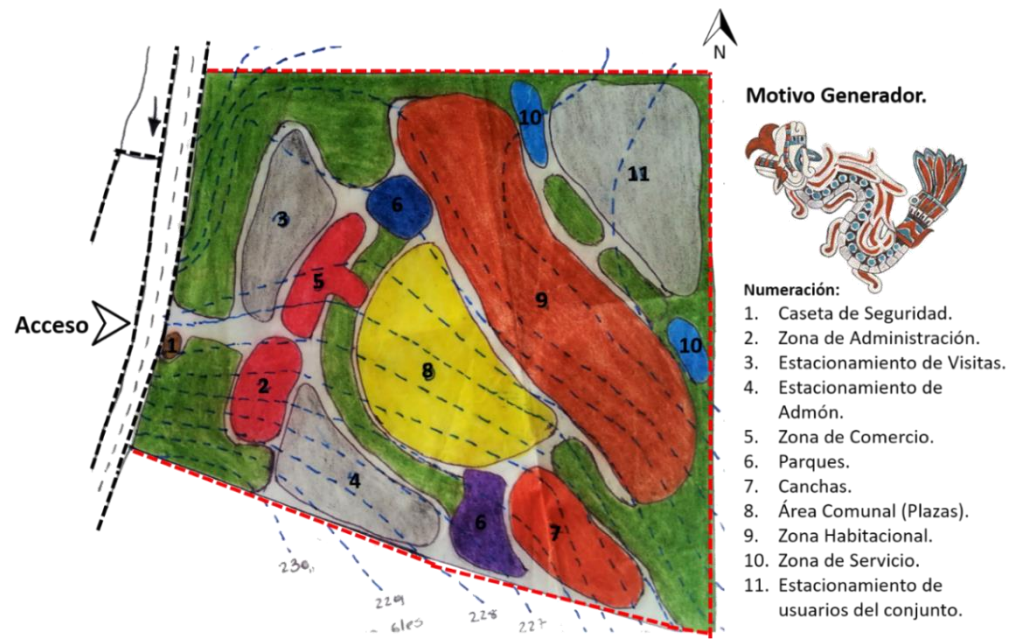 N
Motivo Generador.
10
11
3
6
5
9
Acceso
Numeración:
1. Caseta de Seguridad.
2. Zona de Administración.
3. Estacionamiento de Visitas.
4. Estacionamiento de
Admón.
5. Zona de Comercio.
6. Parques.
7. Canchas.
8. Área Comunal (Plazas).
9. Zona Habitacional.
10. Zona de Servicio.
11. Estacionamiento de
usuarios del conjunto.
1
10
8
2
4
6
7
230
229
228
227